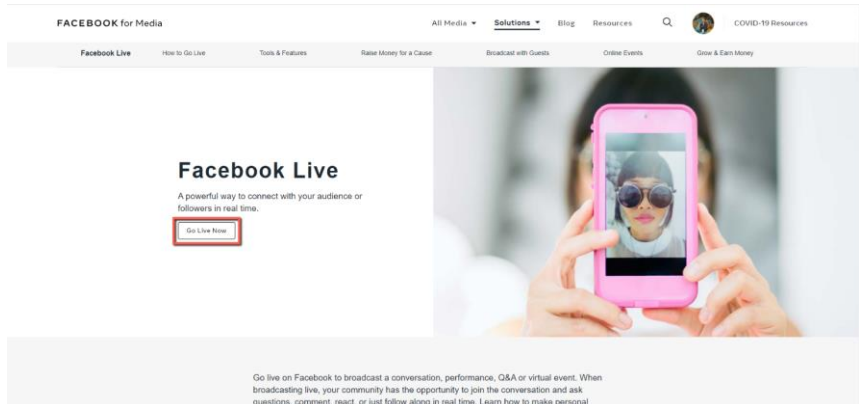 FACEBOOK for Media
All Media Solutions Blog Resources COVID-19 Resources
Facebook Live How to Go Live Tools & Features Raise Money for a Cause Broadcast with Guests Online Events Grow & Earn Money
Facebook Live
A powerful way to connect with your audience or
followers in real time.
Go Live Now
Go live on Facebook to broadcast a conversation, performance, Q&A or virtual event. When
broadcasting live, your community has the opportunity to join the conversation and ask
questions, comment, react, or just follow along in real time. Learn how to make personal